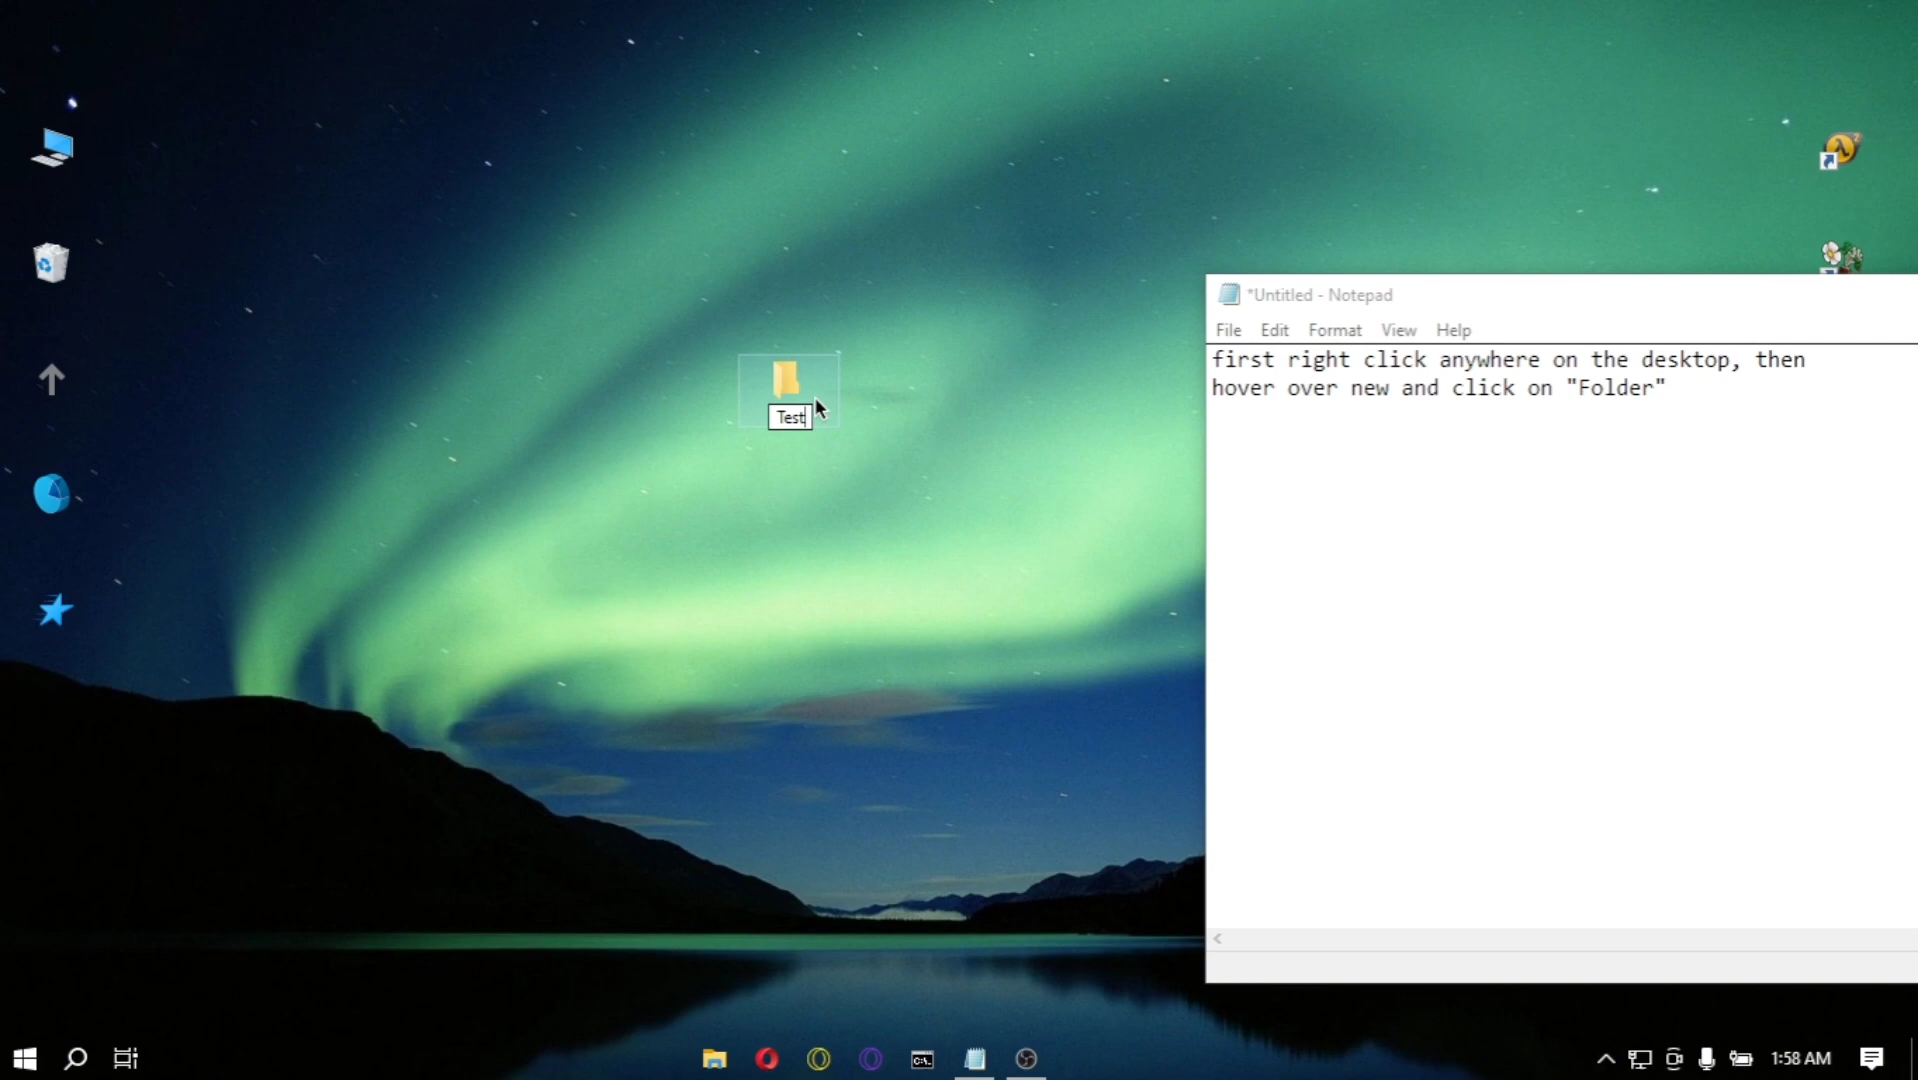 *Untitled - Notepad
File Edit Format View Help
first right click anywhere on the desktop, then
hover over new and click on "Folder"
Test
1:58 AM